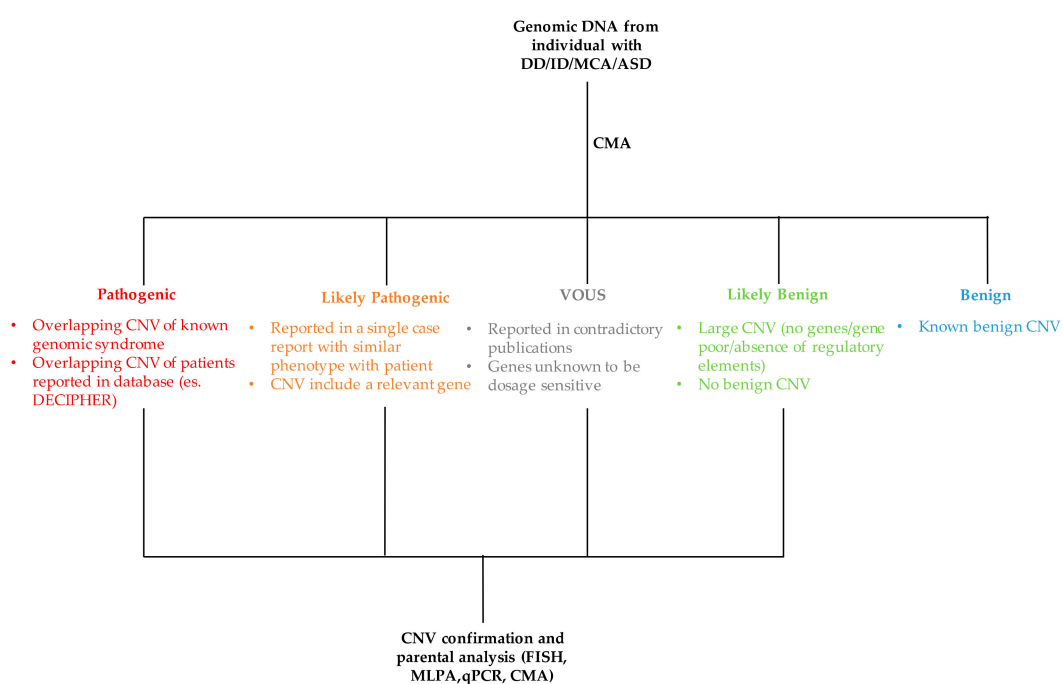 Genomic DNA from
individual with
DD/ID/MCA/ASD
CMA
Pathogenic
• Overlapping CNV of known
genomic syndrome
• Overlapping CNV of patients
reported in database (es.
DECIPHER)
Likely Pathogenic
• Reported in a single case
report with similar
phenotype with patient
• CNV include a relevant gene
VOUS
• Reported in contradictory
publications
• Genes unknown to be
dosage sensitive
Likely Benign
• Large CNV (no genes/gene
poor/absence of regulatory
elements)
• No benign CNV
Benign
• Known benign CNV
CNV confirmation and
parental analysis (FISH,
MLPA,qPCR, CMA)